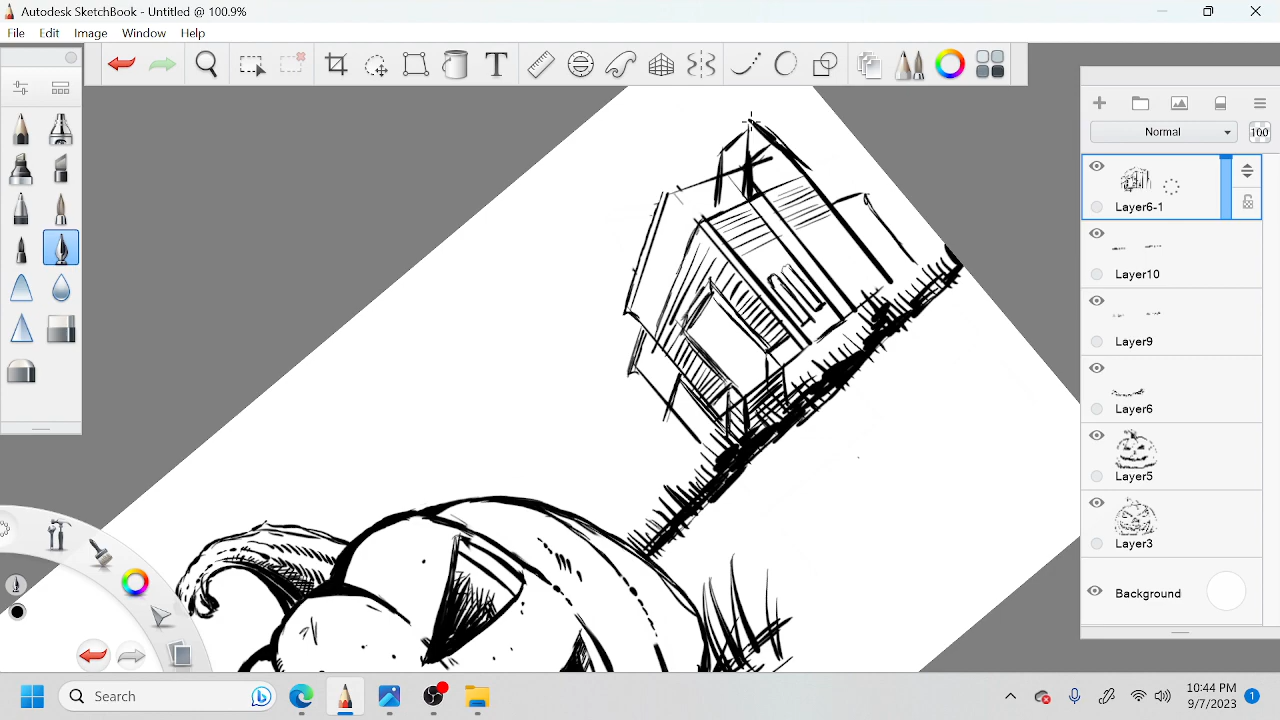 Autodesk SketchBook - Untitled @ 100.9%
File Edit Image Window Help
T
Normal 100
Layer6-1
Layer10
Layer9
Layer6
Layer5
Layer3
Background
Search
10:44 PM
9/7/2023
1